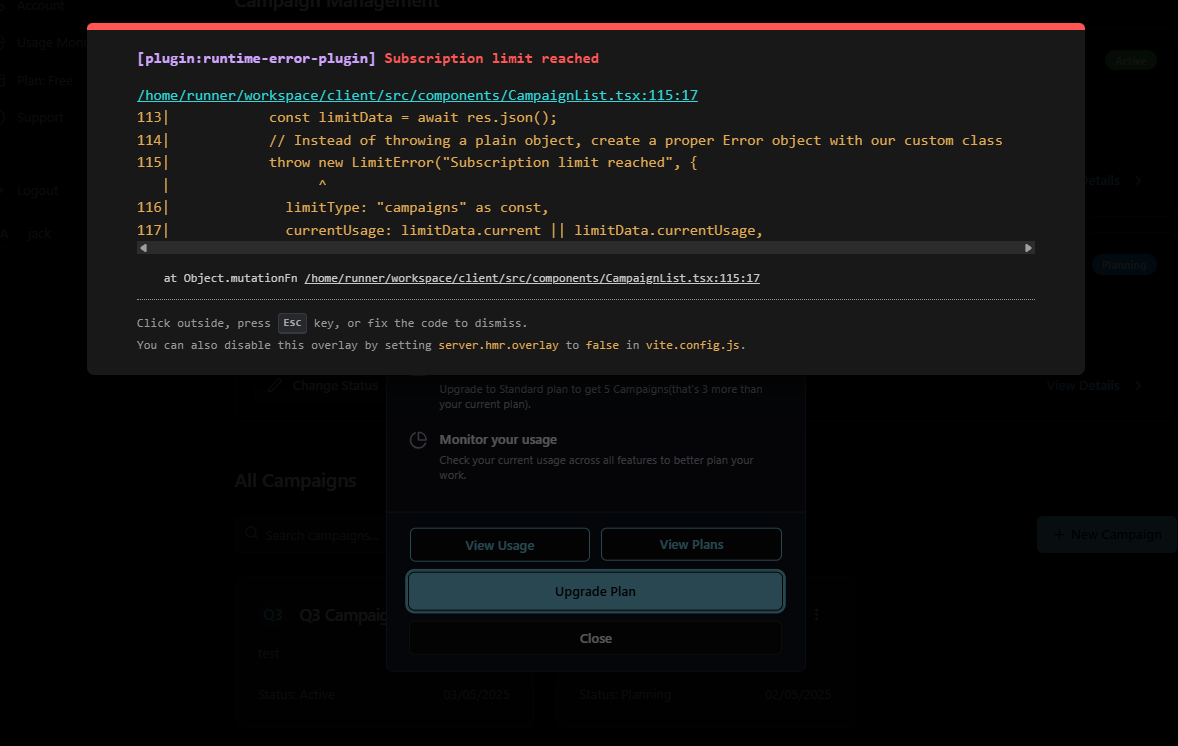 Account
Campaign Management
[plugin:runtime-error-plugin] Subscription limit reached
Usage Mon
Active
Plan: Free
/home/runner/workspace/client/src/components/CampaignList.tsx:115:17
113|            const limitData = await res.json();
Support
114|            // Instead of throwing a plain object, create a proper Error object with our custom class
115|            throw new LimitError("Subscription limit reached", {
|                  ^
Details
Logout
116|              limitType: "campaigns" as const,
117|              currentUsage: limitData.current || limitData.currentUsage,
A jack
Planning
at Object.mutationFn /home/runner/workspace/client/src/components/CampaignList.tsx:115:17
Click outside, press Esc key, or fix the code to dismiss.
You can also disable this overlay by setting server.hmr.overlay to false in vite.config.js.
Change Status
View Details
Upgrade to Standard plan to get 5 Campaigns(that's 3 more than
your current plan).
Monitor your usage
Check your current usage across all features to better plan your
work.
All Campaigns
Search campaigns...
+ New Campaign
View Usage
View Plans
Upgrade Plan
Q3 Q3 Campaig
Close
test
Status: Active
03/05/2025
Status: Planning
02/05/2025